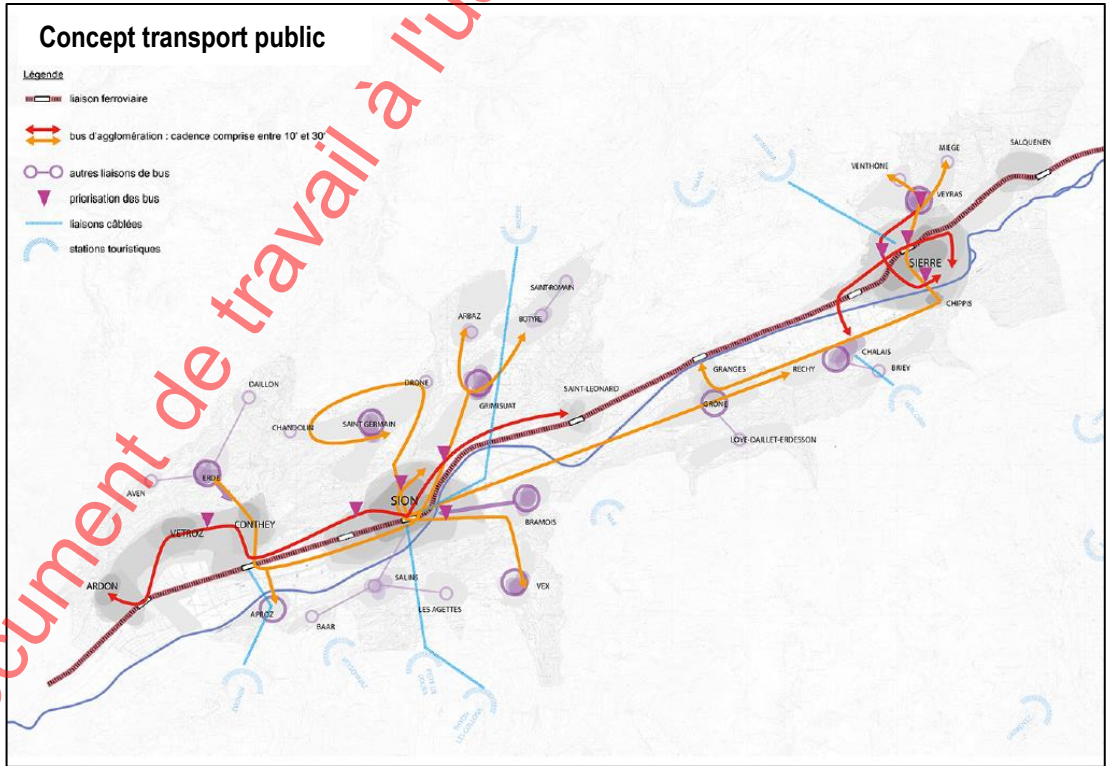 Concept transport public
Légende
liaison ferroviaire
bus d'agglomération : cadence comprise entre 10' et 30'
autres liaisons de bus
priorisation des bus
liaisons câblées
stations touristiques
ocument de travail à l'us
SALQUENEN
MIEGE
VENTHÔNE
VEYRAS
SIERRE
CHIPPIS
SAINT-ROMAIN
ARBAZ
BOTYRE
CHALAIS
BRIEY
GRANGES
RECHY
DRONE
GRIMISUAT
SAINT-LEONARD
GRÔNE
DAILLON
CHANDOLIN
SAINT GERMAIN
LOYE-DAILLET-ERDESSON
ERDE
AVEN
SION
BRAMOIS
VETROZ
CONTHEY
ARDON
SALINS
VEX
LES AGETTES
APROZ
BAAR
VERCORIN
NAX